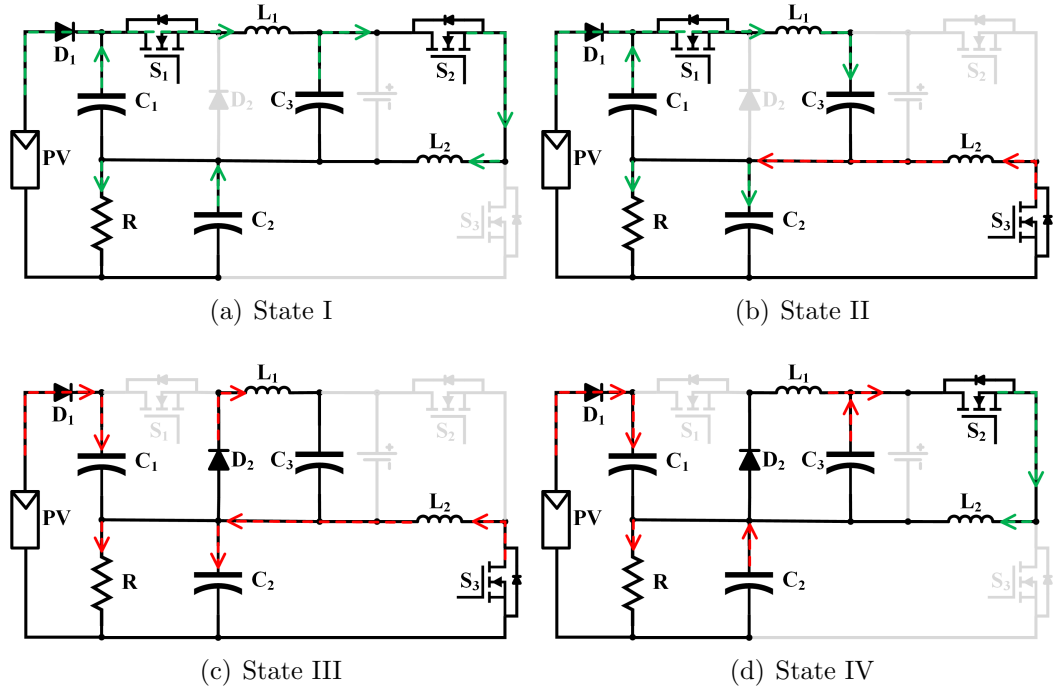 L₁ L₁
D₁ S₁ S₂ D₁ S₁ S₂
C₁ D₂ C₃ + C₁ D₂ C₃ +
PV L₂ PV L₂
R C₂ S₃ R C₂ S₃
(a) State I (b) State II
L₁ L₁
D₁ S₁ S₂ D₁ S₁ S₂
C₁ D₂ C₃ + C₁ D₂ C₃ +
PV L₂ PV L₂
R C₂ S₃ R C₂ S₃
(c) State III (d) State IV